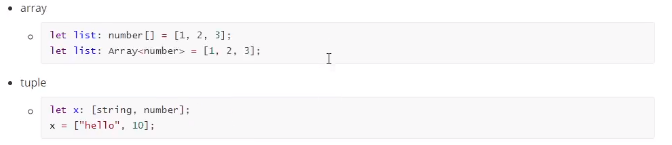 array
let list: number[] = [1, 2, 3];
let list: Array<number> = [1, 2, 3];
tuple
let x: [string, number];
x = ["hello", 10];